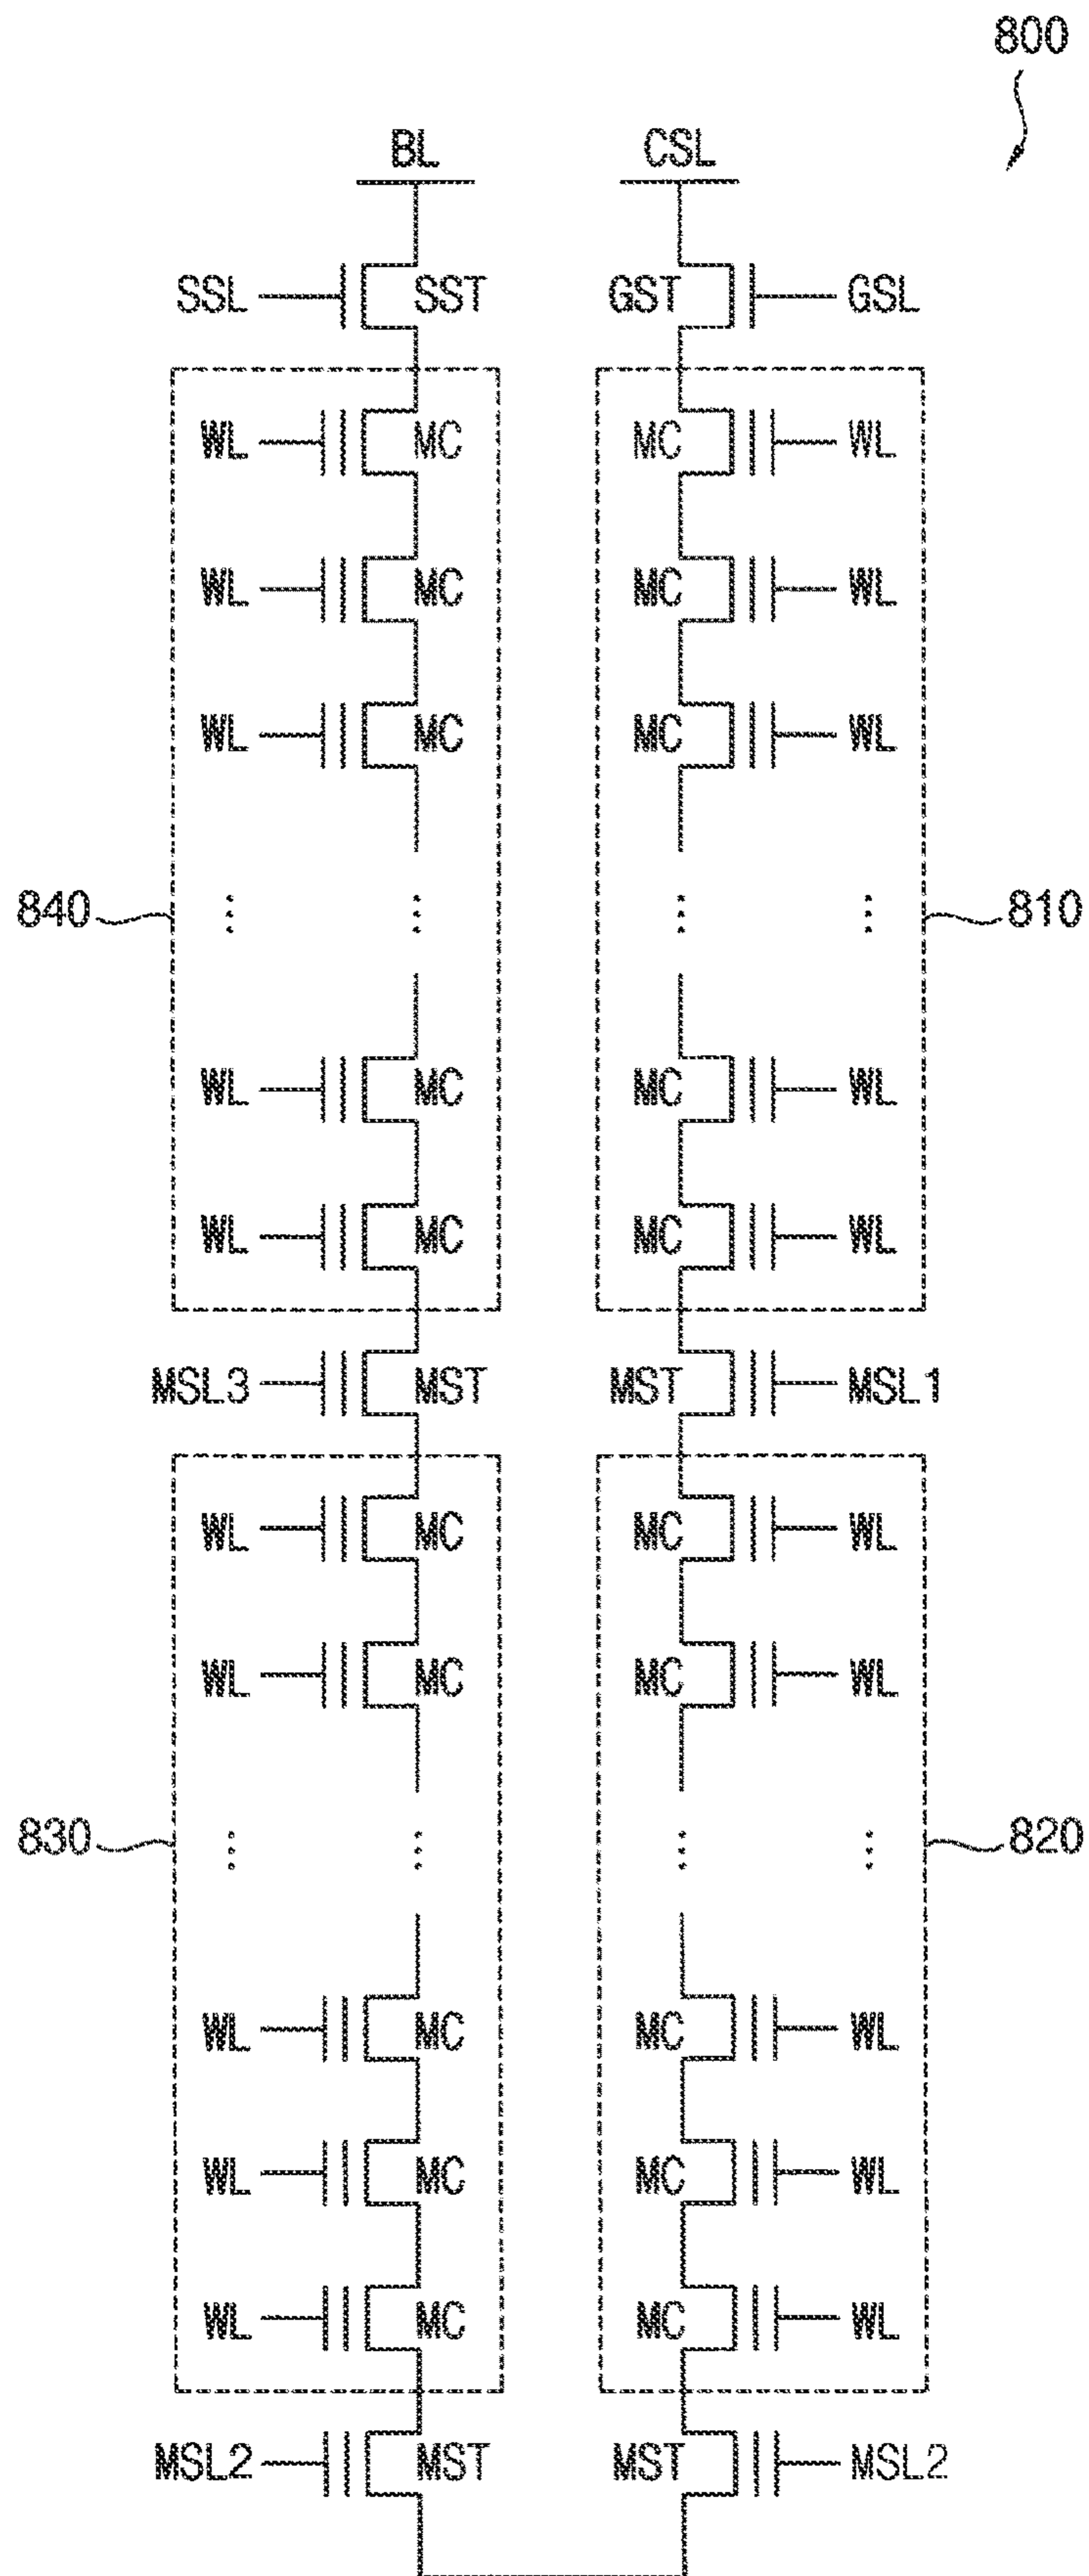 800
BL CSL
SSL SST GST GSL
WL MC MC WL
WL MC MC WL
WL MC MC WL
840 ⋮ ⋮ ⋮ ⋮ 810
WL MC MC WL
WL MC MC WL
MSL3 MST MST MSL1
WL MC MC WL
WL MC MC WL
830 ⋮ ⋮ ⋮ ⋮ 820
WL MC MC WL
WL MC MC WL
WL MC MC WL
MSL2 MST MST MSL2